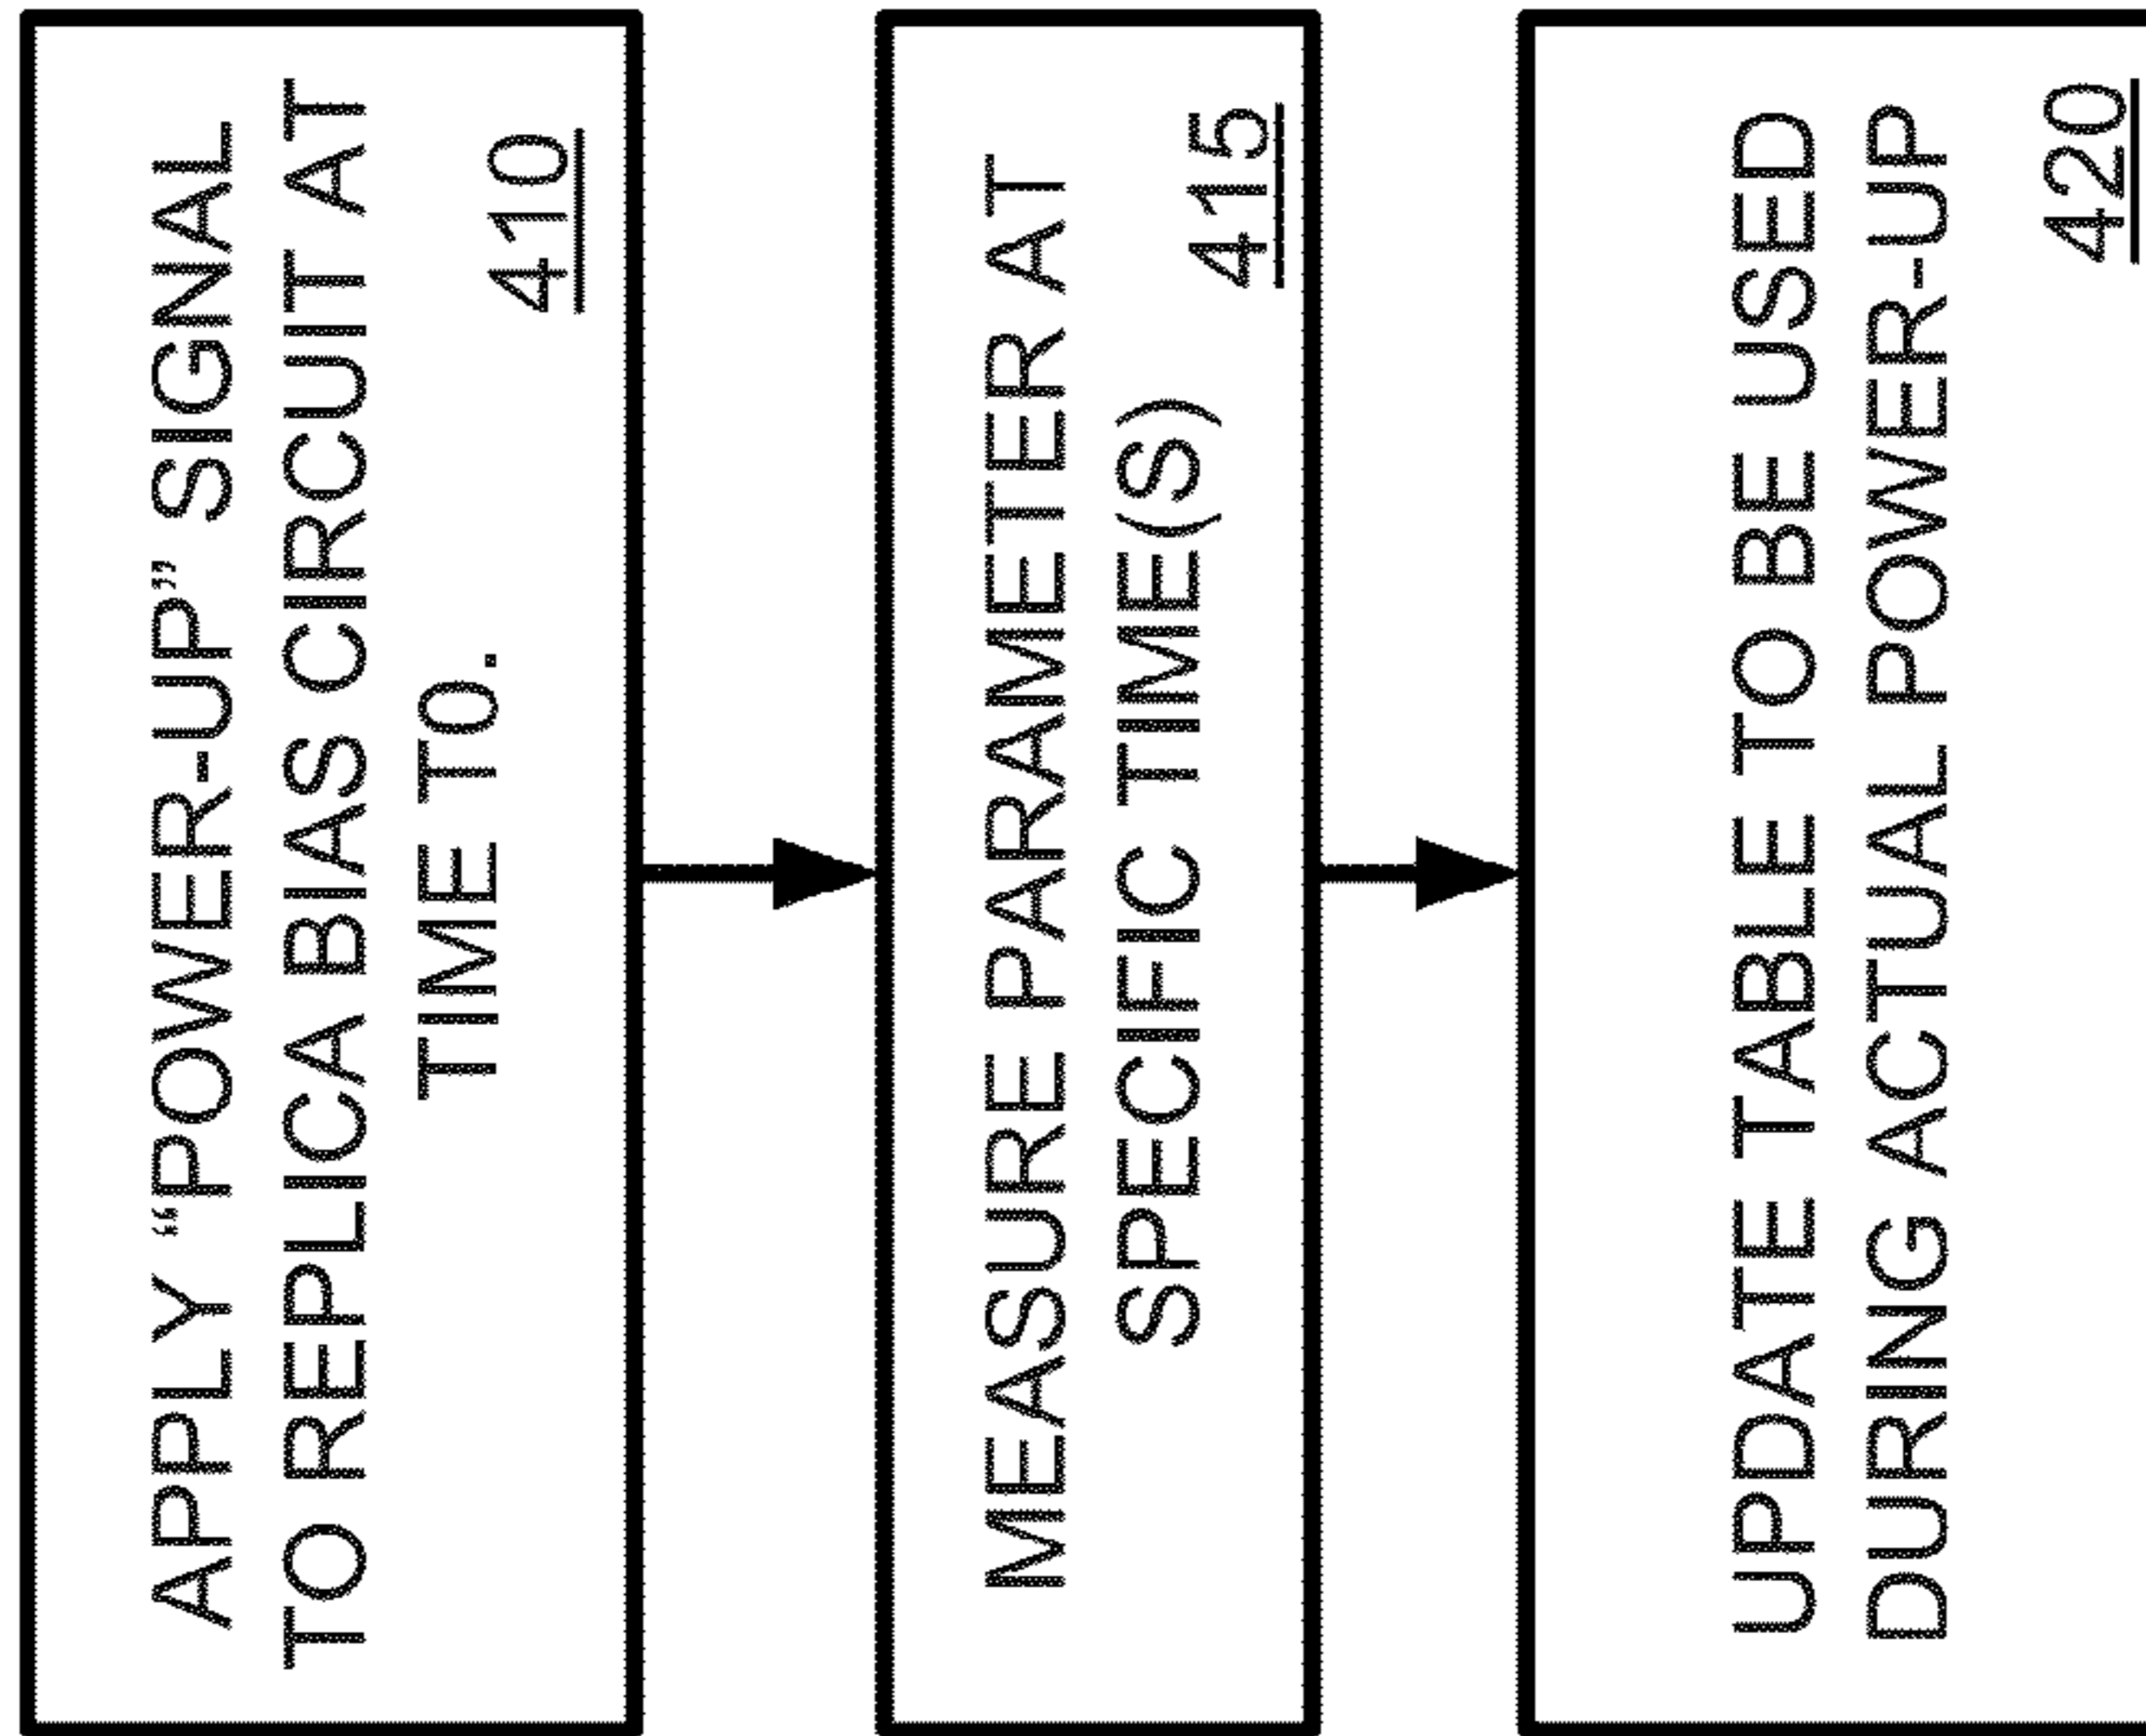 APPLY “POWER-UP” SIGNAL
TO REPLICA BIAS CIRCUIT AT
TIME T0.
410
MEASURE PARAMETER AT
SPECIFIC TIME(S)
415
UPDATE TABLE TO BE USED
DURING ACTUAL POWER-UP
420